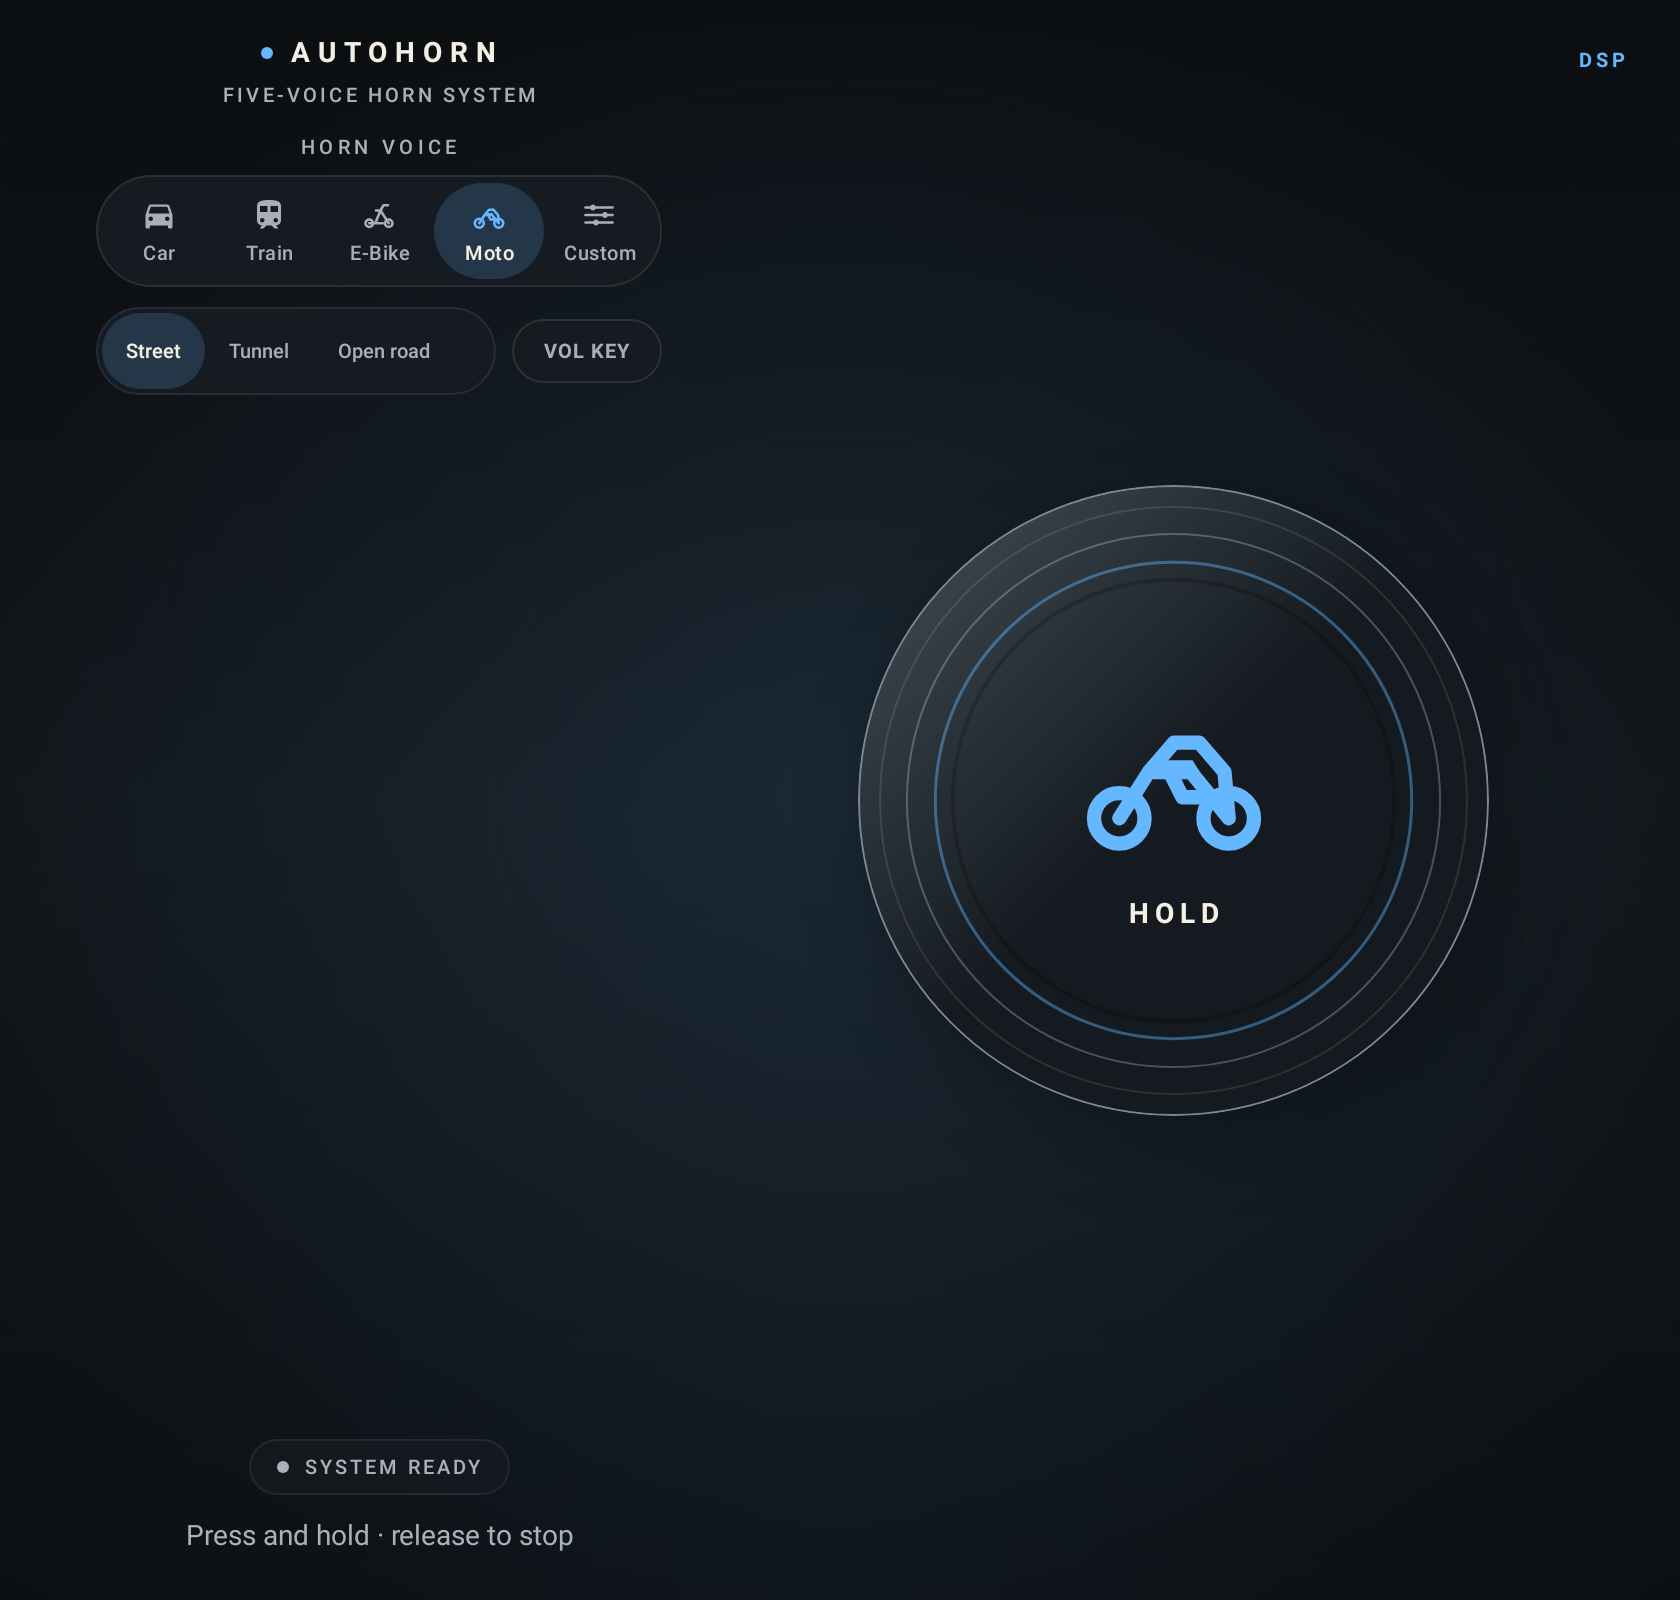 AUTOHORN
DSP
FIVE-VOICE HORN SYSTEM
HORN VOICE
Car Train E-Bike Moto Custom
Street Tunnel Open road VOL KEY
HOLD
SYSTEM READY
Press and hold · release to stop